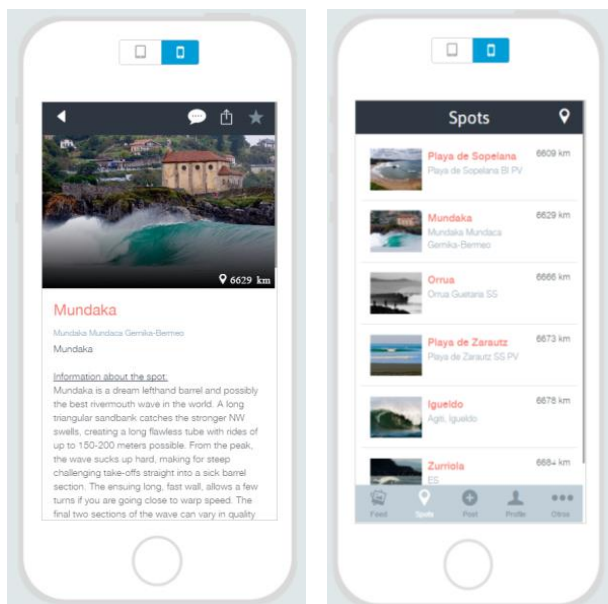 6629 km
Mundaka
Mundaka Mundaca Gernika-Bermeo
Mundaka
Information about the spot:
Mundaka is a dream lefthand barrel and possibly
the best rivermouth wave in the world. A long
triangular sandbank catches the stronger NW
swells, creating a long flawless tube with rides of
up to 150-200 meters possible. From the peak,
the wave sucks up hard, making for steep
challenging take-offs straight into a sick barrel
section. The ensuing long, fast wall, allows a few
turns if you are going close to warp speed. The
final two sections of the wave can vary in quality
Spots
Playa de Sopelana 6609 km
Playa de Sopelana BI PV
Mundaka 6629 km
Mundaka Mundaca
Gernika-Bermeo
Orrua 6666 km
Orrua Guetaria SS
Playa de Zarautz 6673 km
Playa de Zarautz SS PV
Igueldo 6678 km
Agiti, Igueldo
Zurriola 6684 km
ES
Feed Spots Post Profile Otros